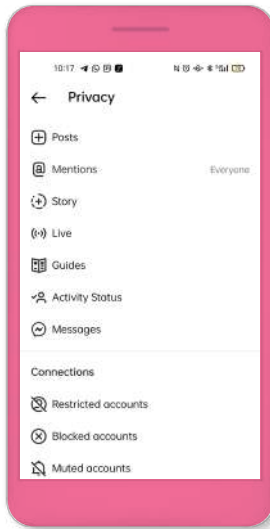 10:17
Privacy
Posts
Mentions Everyone
Story
Live
Guides
Activity Status
Messages
Connections
Restricted accounts
Blocked accounts
Muted accounts